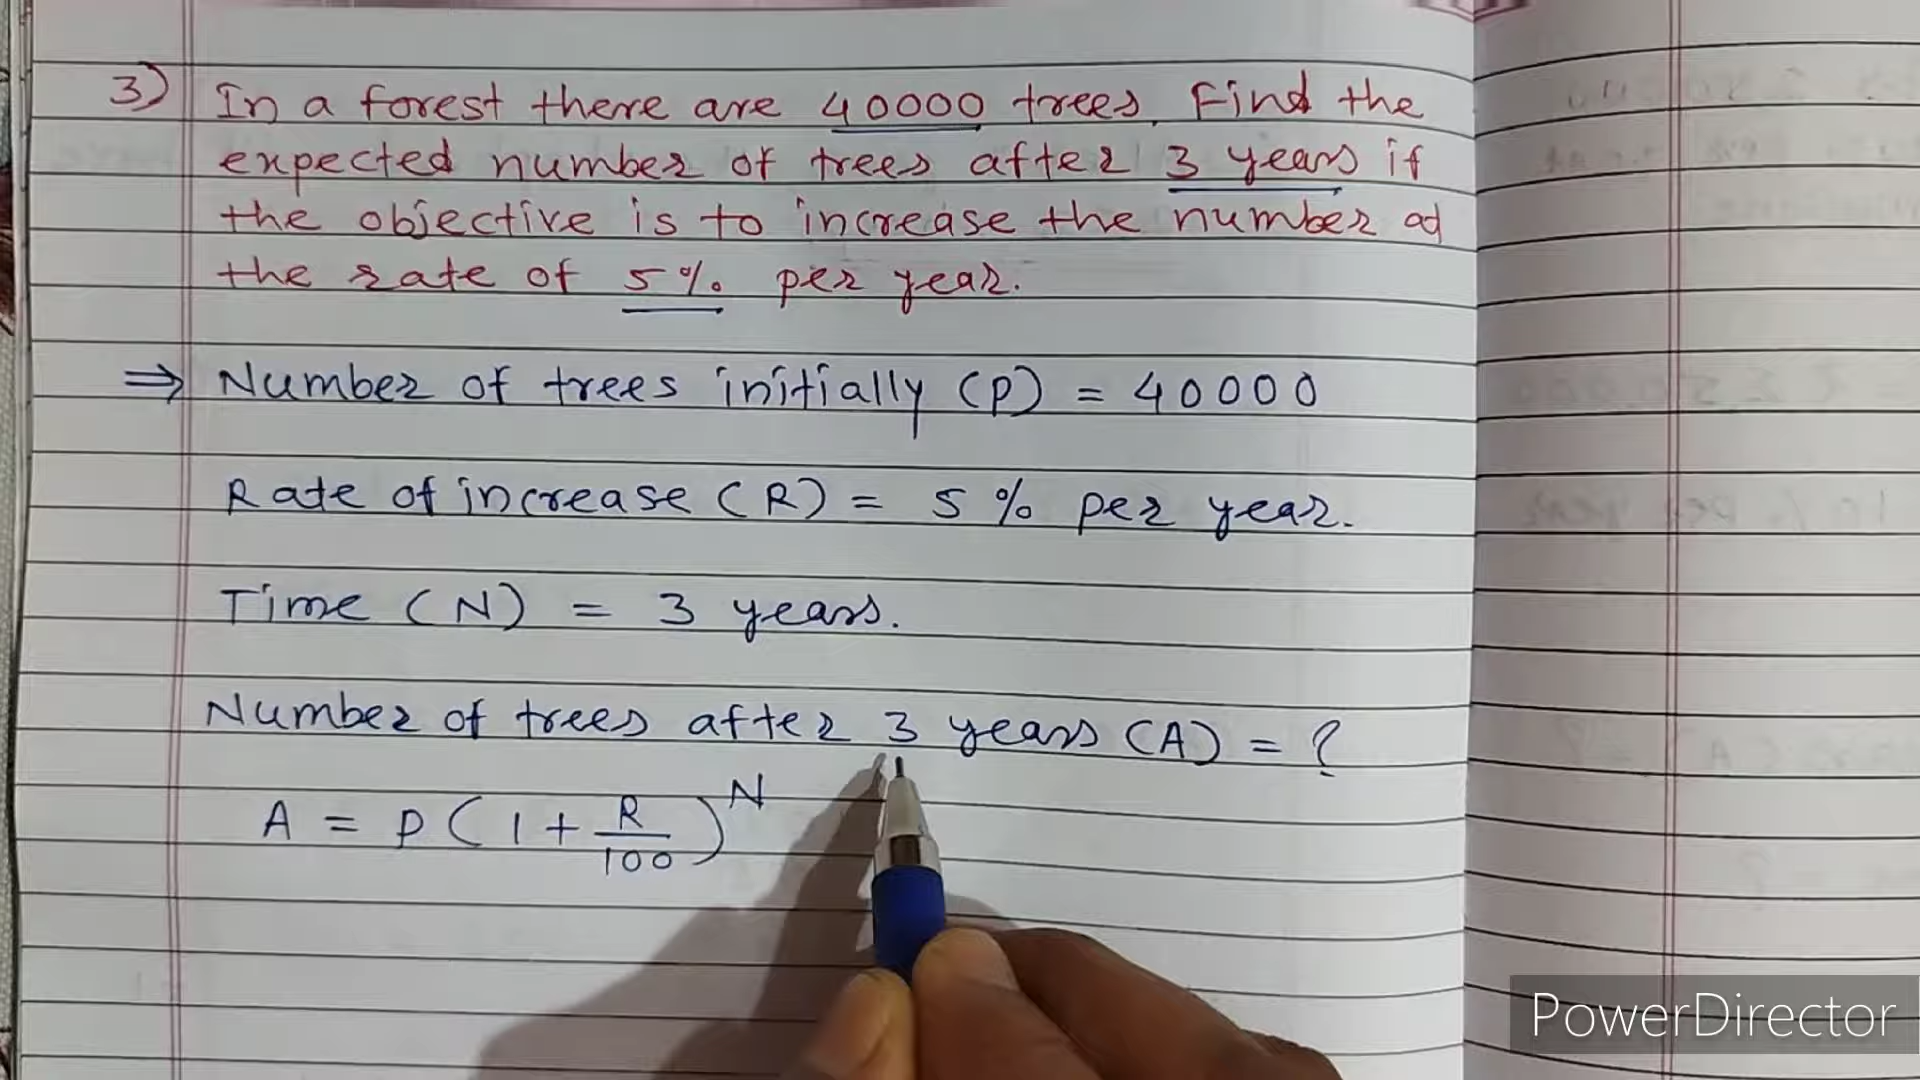 3) In a forest there are 40000 trees. Find the
expected number of trees after 3 years if
the objective is to increase the number at
the rate of 5% per year.
⇒ Number of trees initially (P) = 40000
Rate of increase (R) = 5% per year.
Time (N) = 3 years.
Number of trees after 3 years (A) = ?
A = P(1 + R/100)^N
PowerDirector